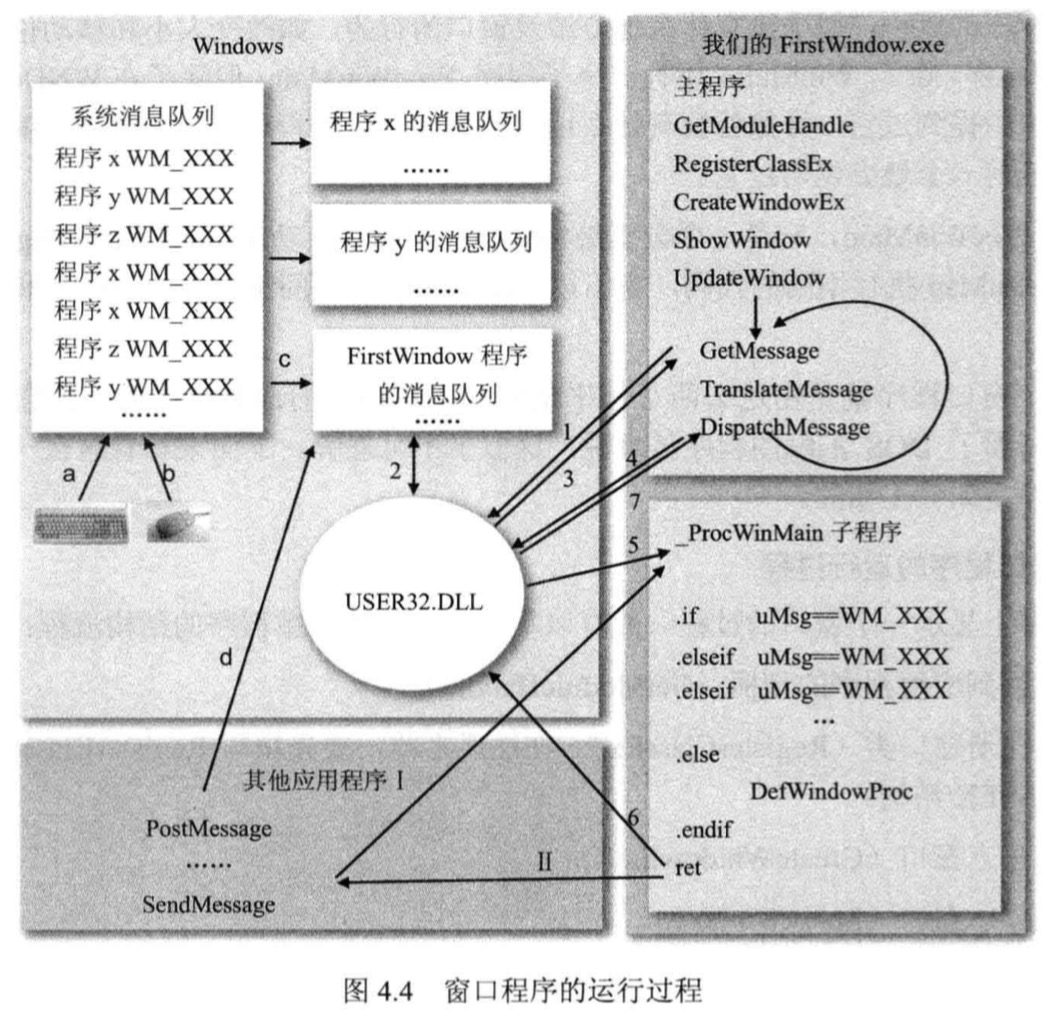 Windows
系统消息队列
程序 x WM_XXX
程序 y WM_XXX
程序 z WM_XXX
程序 x WM_XXX
程序 x WM_XXX
程序 z WM_XXX
程序 y WM_XXX
……
程序 x 的消息队列
……
程序 y 的消息队列
……
FirstWindow 程序
的消息队列
……
a
b
c
d
2
USER32.DLL
1
3
4
7
5
6
我们的 FirstWindow.exe
主程序
GetModuleHandle
RegisterClassEx
CreateWindowEx
ShowWindow
UpdateWindow
GetMessage
TranslateMessage
DispatchMessage
_ProcWinMain 子程序
.if uMsg==WM_XXX
.elseif uMsg==WM_XXX
.elseif uMsg==WM_XXX
…
.else
DefWindowProc
.endif
ret
其他应用程序 I
PostMessage
……
SendMessage
II
图 4.4 窗口程序的运行过程